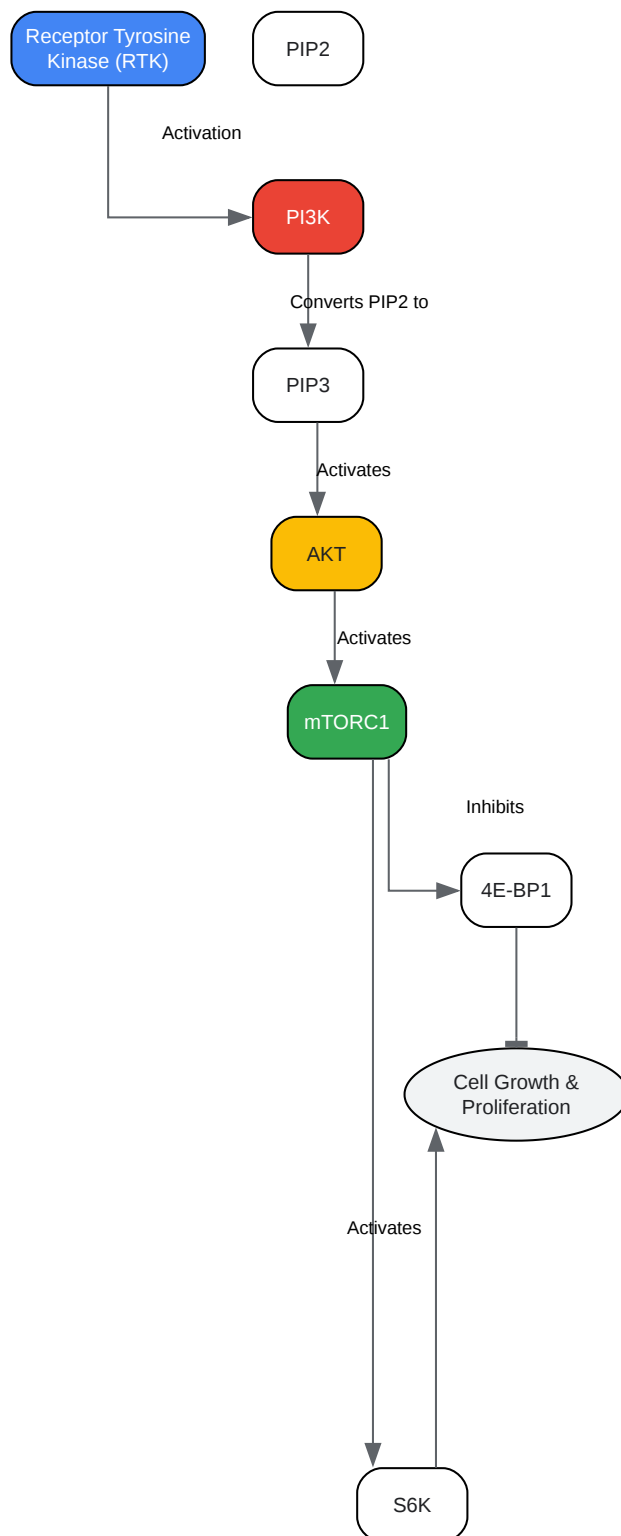 Receptor Tyrosine
Kinase (RTK)
PIP2
Activation
PI3K
Converts PIP2 to
PIP3
Activates
AKT
Activates
mTORC1
Inhibits
4E-BP1
Cell Growth &
Proliferation
Activates
S6K